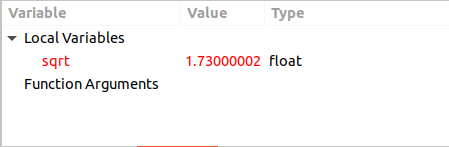 Variable Value Type
Local Variables
sqrt 1.73000002 float
Function Arguments